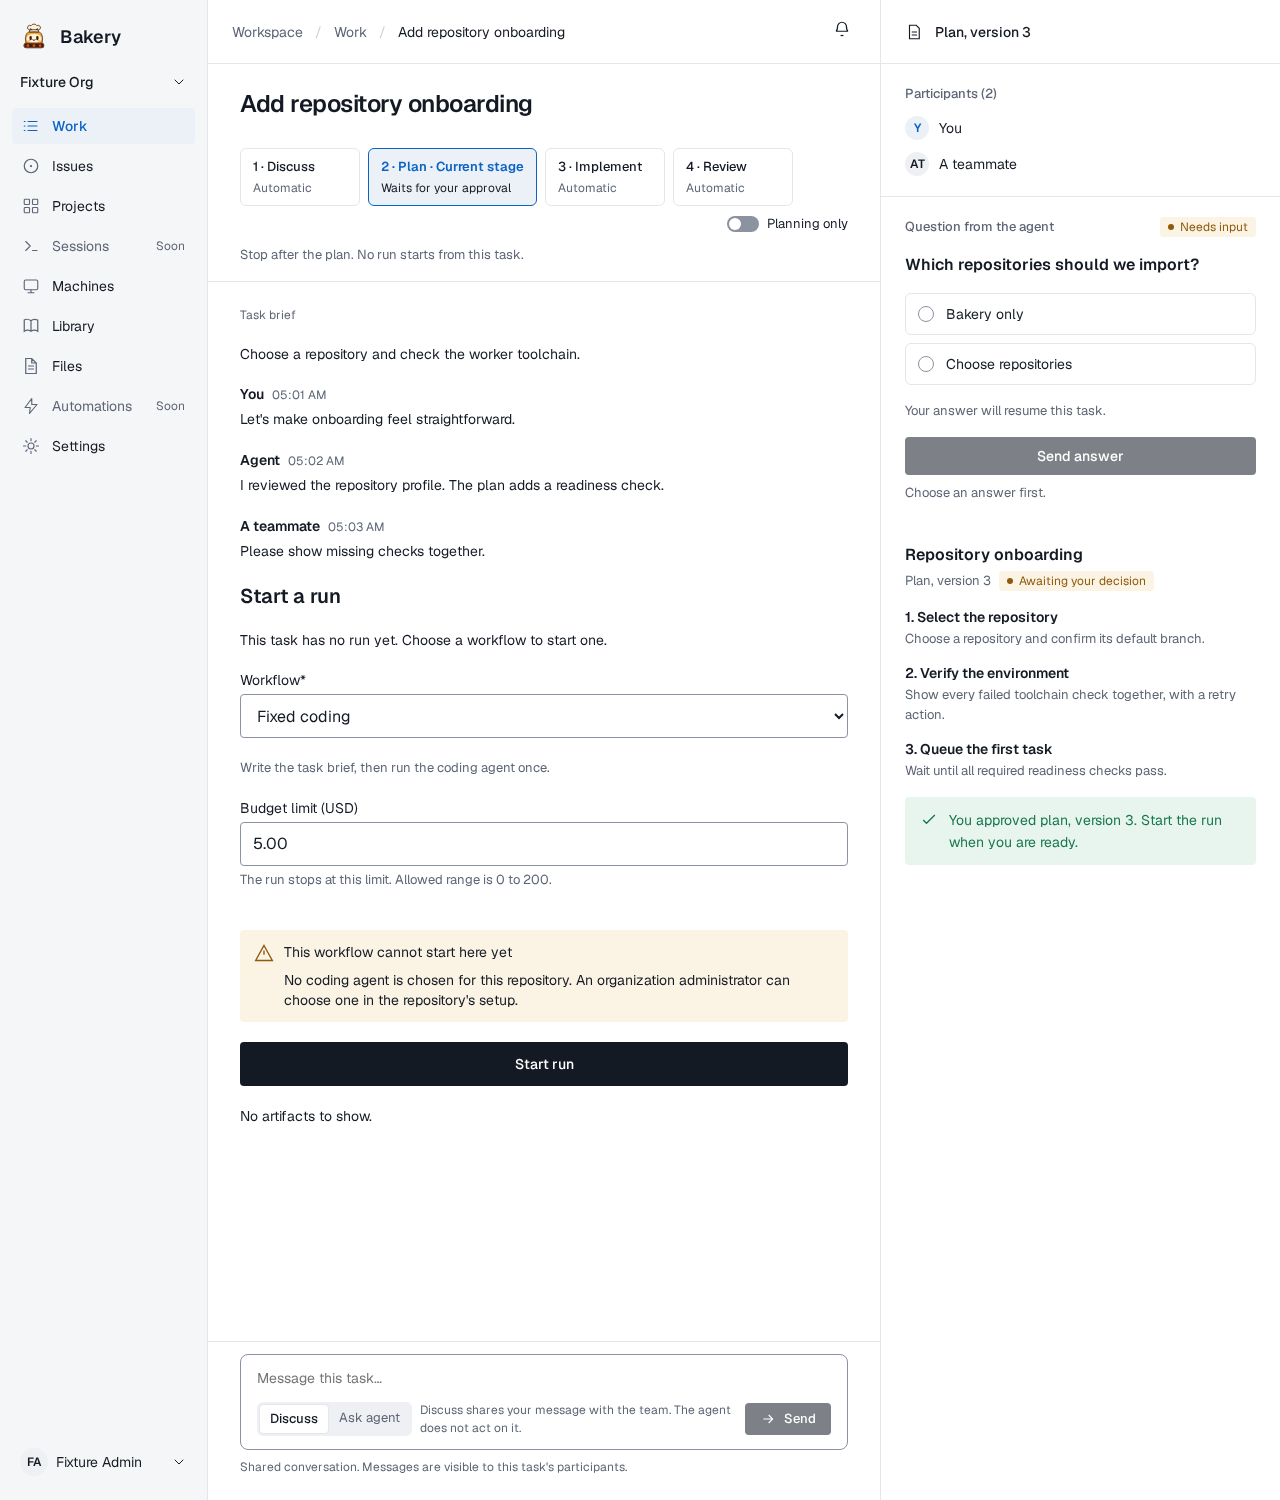 Bakery
Fixture Org
Work
Issues
Projects
Sessions Soon
Machines
Library
Files
Automations Soon
Settings
FA Fixture Admin
Workspace / Work / Add repository onboarding
Add repository onboarding
1 · Discuss
Automatic
2 · Plan · Current stage
Waits for your approval
3 · Implement
Automatic
4 · Review
Automatic
Planning only
Stop after the plan. No run starts from this task.
Task brief
Choose a repository and check the worker toolchain.
You 05:01 AM
Let's make onboarding feel straightforward.
Agent 05:02 AM
I reviewed the repository profile. The plan adds a readiness check.
A teammate 05:03 AM
Please show missing checks together.
Start a run
This task has no run yet. Choose a workflow to start one.
Workflow*
Fixed coding
Write the task brief, then run the coding agent once.
Budget limit (USD)
5.00
The run stops at this limit. Allowed range is 0 to 200.
This workflow cannot start here yet
No coding agent is chosen for this repository. An organization administrator can
choose one in the repository's setup.
Start run
No artifacts to show.
Message this task…
Discuss Ask agent
Discuss shares your message with the team. The agent
does not act on it.
Send
Shared conversation. Messages are visible to this task's participants.
Plan, version 3
Participants (2)
Y You
AT A teammate
Question from the agent Needs input
Which repositories should we import?
Bakery only
Choose repositories
Your answer will resume this task.
Send answer
Choose an answer first.
Repository onboarding
Plan, version 3 Awaiting your decision
1. Select the repository
Choose a repository and confirm its default branch.
2. Verify the environment
Show every failed toolchain check together, with a retry
action.
3. Queue the first task
Wait until all required readiness checks pass.
You approved plan, version 3. Start the run
when you are ready.